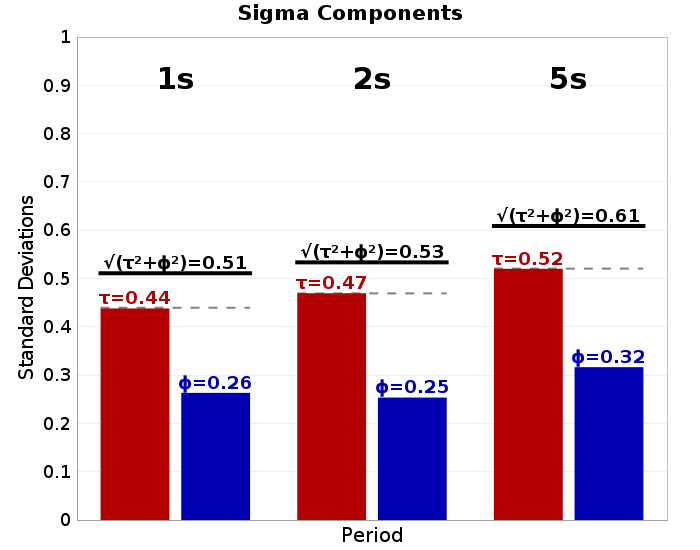 Sigma Components
1
0.9
0.8
0.7
0.6
0.5
0.4
0.3
0.2
0.1
0
Standard Deviations
1s
2s
5s
√(τ²+ϕ²)=0.51
τ=0.44
ϕ=0.26
√(τ²+ϕ²)=0.53
τ=0.47
ϕ=0.25
√(τ²+ϕ²)=0.61
τ=0.52
ϕ=0.32
Period